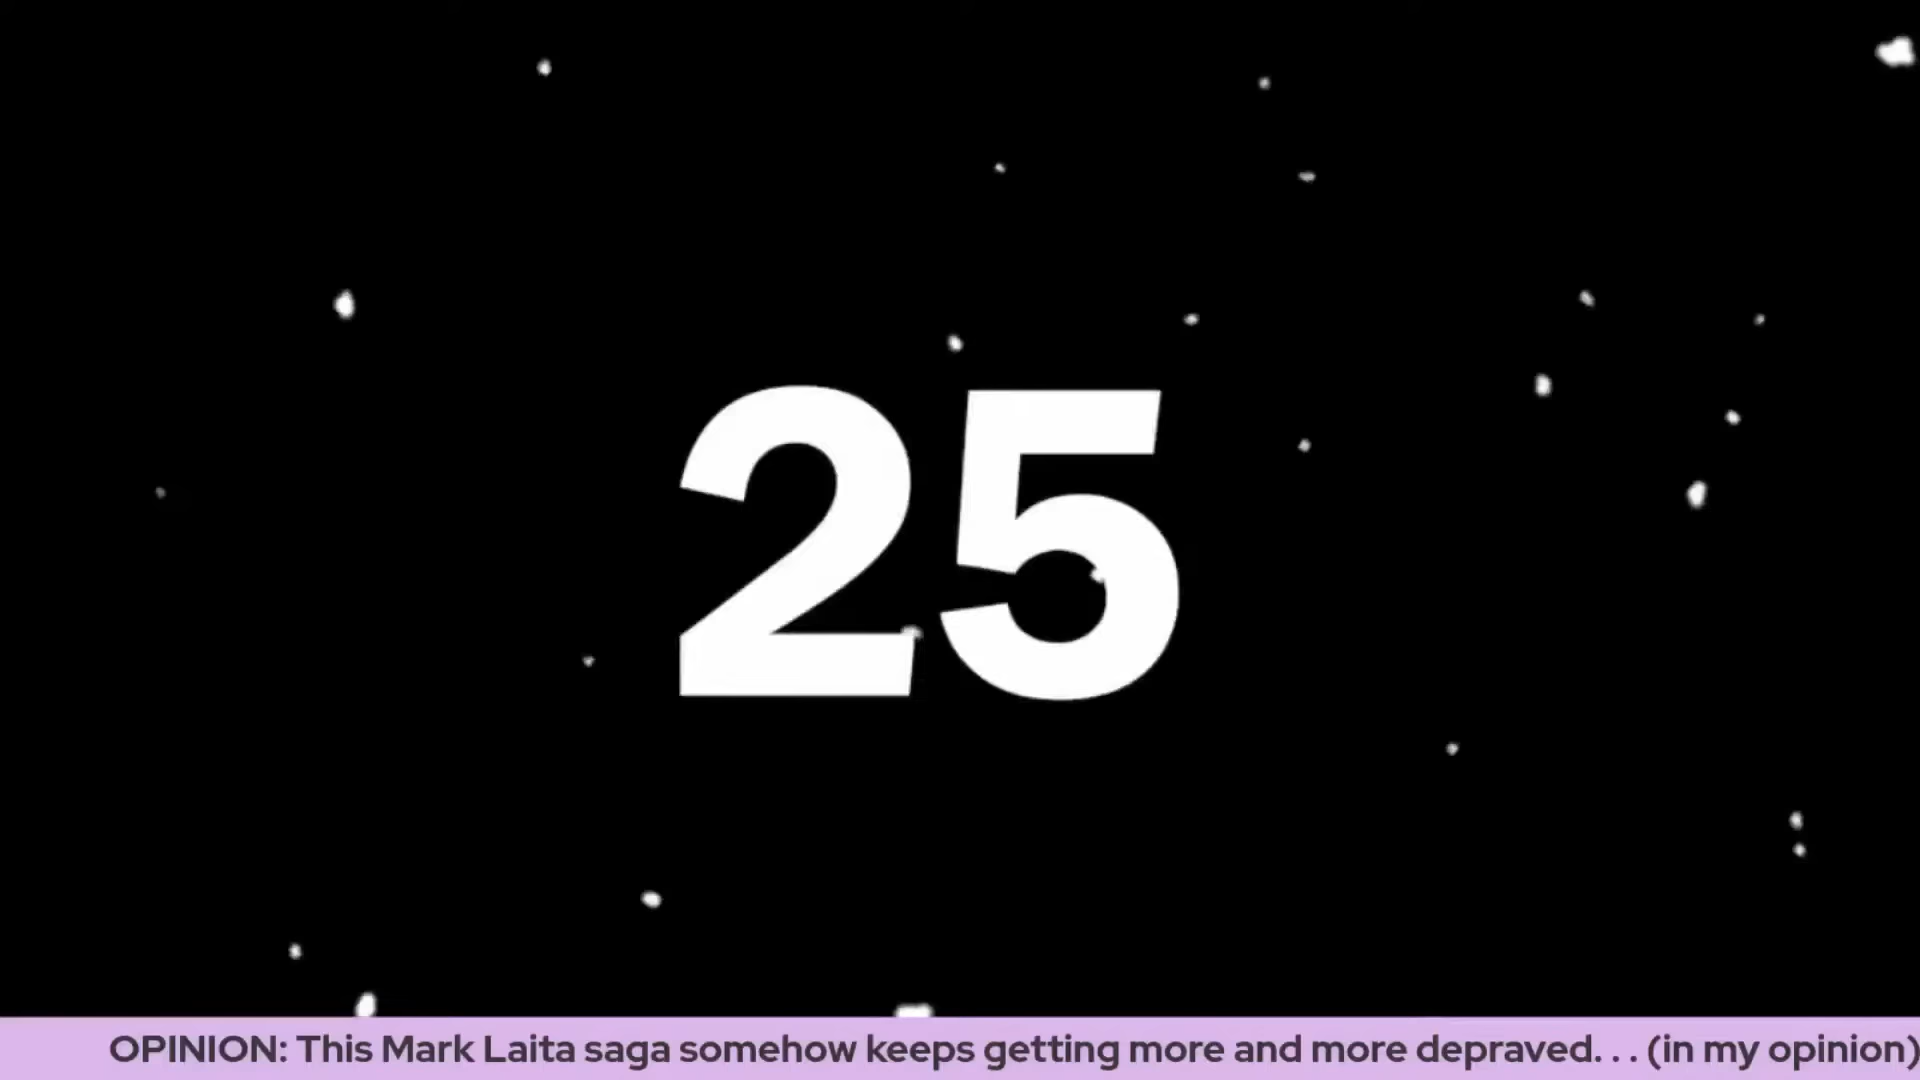 25
OPINION: This Mark Laita saga somehow keeps getting more and more depraved. . . (in my opinion)